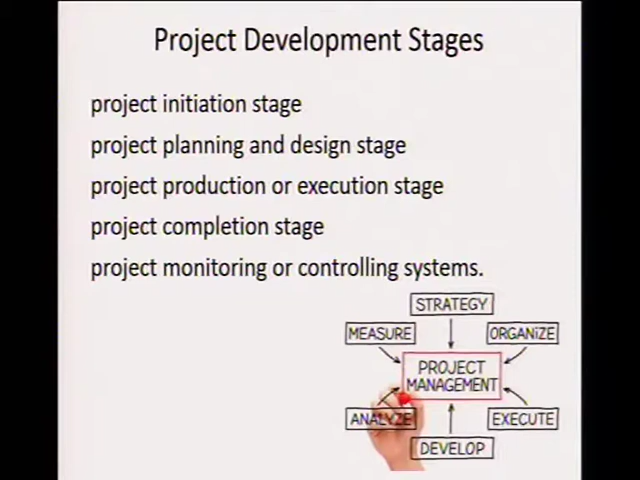 Project Development Stages
project initiation stage
project planning and design stage
project production or execution stage
project completion stage
project monitoring or controlling systems.
STRATEGY
MEASURE
ORGANiZE
PROJECT
MANAGEMENT
ANALYZE
EXECUTE
DEVELOP